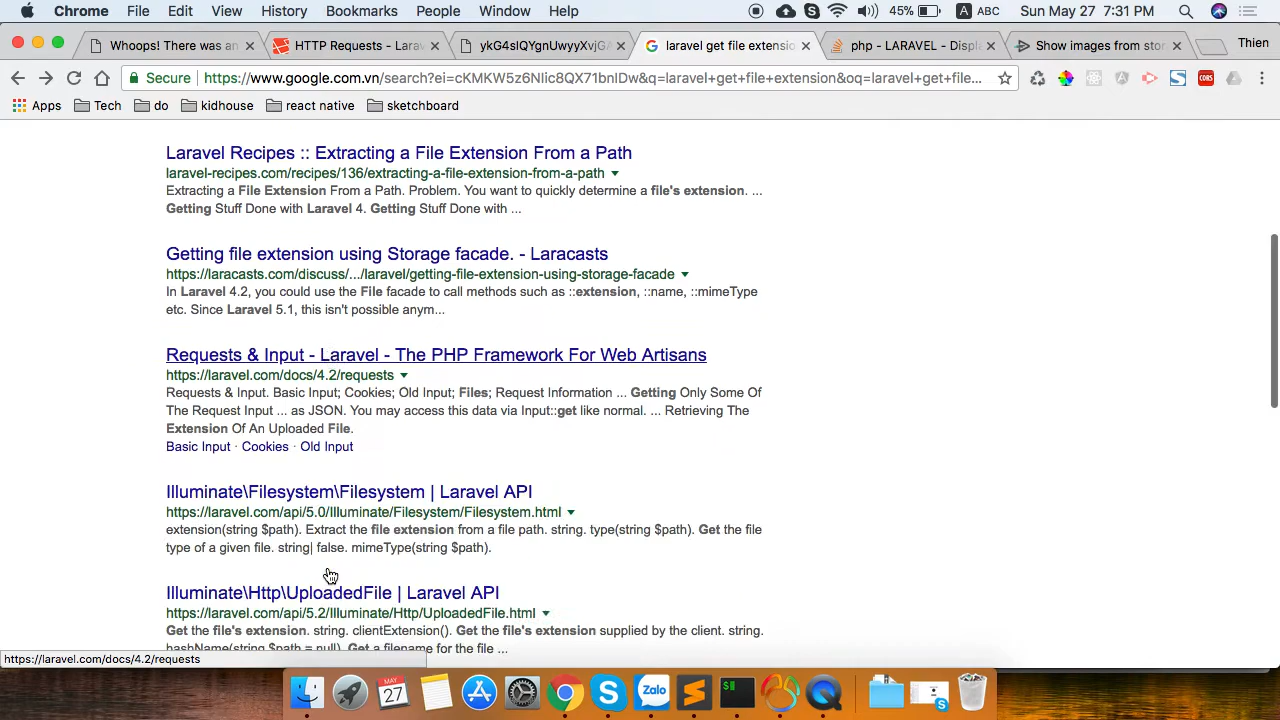 Chrome File Edit View History Bookmarks People Window Help 45% A ABC Sun May 27 7:31 PM
Whoops! There was an × HTTP Requests - Larav × ykG4slQYgnUwyyXvjGA × laravel get file extensio × php - LARAVEL - Displ × Show images from stor × Thien
Secure https://www.google.com.vn/search?ei=cKMKW5z6NIic8QX71bnlDw&q=laravel+get+file+extension&oq=laravel+get+file...
Apps Tech do kidhouse react native sketchboard
Laravel Recipes :: Extracting a File Extension From a Path
laravel-recipes.com/recipes/136/extracting-a-file-extension-from-a-path
Extracting a File Extension From a Path. Problem. You want to quickly determine a file's extension. ...
Getting Stuff Done with Laravel 4. Getting Stuff Done with ...
Getting file extension using Storage facade. - Laracasts
https://laracasts.com/discuss/.../laravel/getting-file-extension-using-storage-facade
In Laravel 4.2, you could use the File facade to call methods such as ::extension, ::name, ::mimeType
etc. Since Laravel 5.1, this isn't possible anym...
Requests & Input - Laravel - The PHP Framework For Web Artisans
https://laravel.com/docs/4.2/requests
Requests & Input. Basic Input; Cookies; Old Input; Files; Request Information ... Getting Only Some Of
The Request Input ... as JSON. You may access this data via Input::get like normal. ... Retrieving The
Extension Of An Uploaded File.
Basic Input · Cookies · Old Input
Illuminate\Filesystem\Filesystem | Laravel API
https://laravel.com/api/5.0/Illuminate/Filesystem/Filesystem.html
extension(string $path). Extract the file extension from a file path. string. type(string $path). Get the file
type of a given file. string| false. mimeType(string $path).
Illuminate\Http\UploadedFile | Laravel API
https://laravel.com/api/5.2/Illuminate/Http/UploadedFile.html
Get the file's extension. string. clientExtension(). Get the file's extension supplied by the client. string.
hashName(string $path = null). Get a filename for the file ...
https://laravel.com/docs/4.2/requests
MAY
27
Zalo